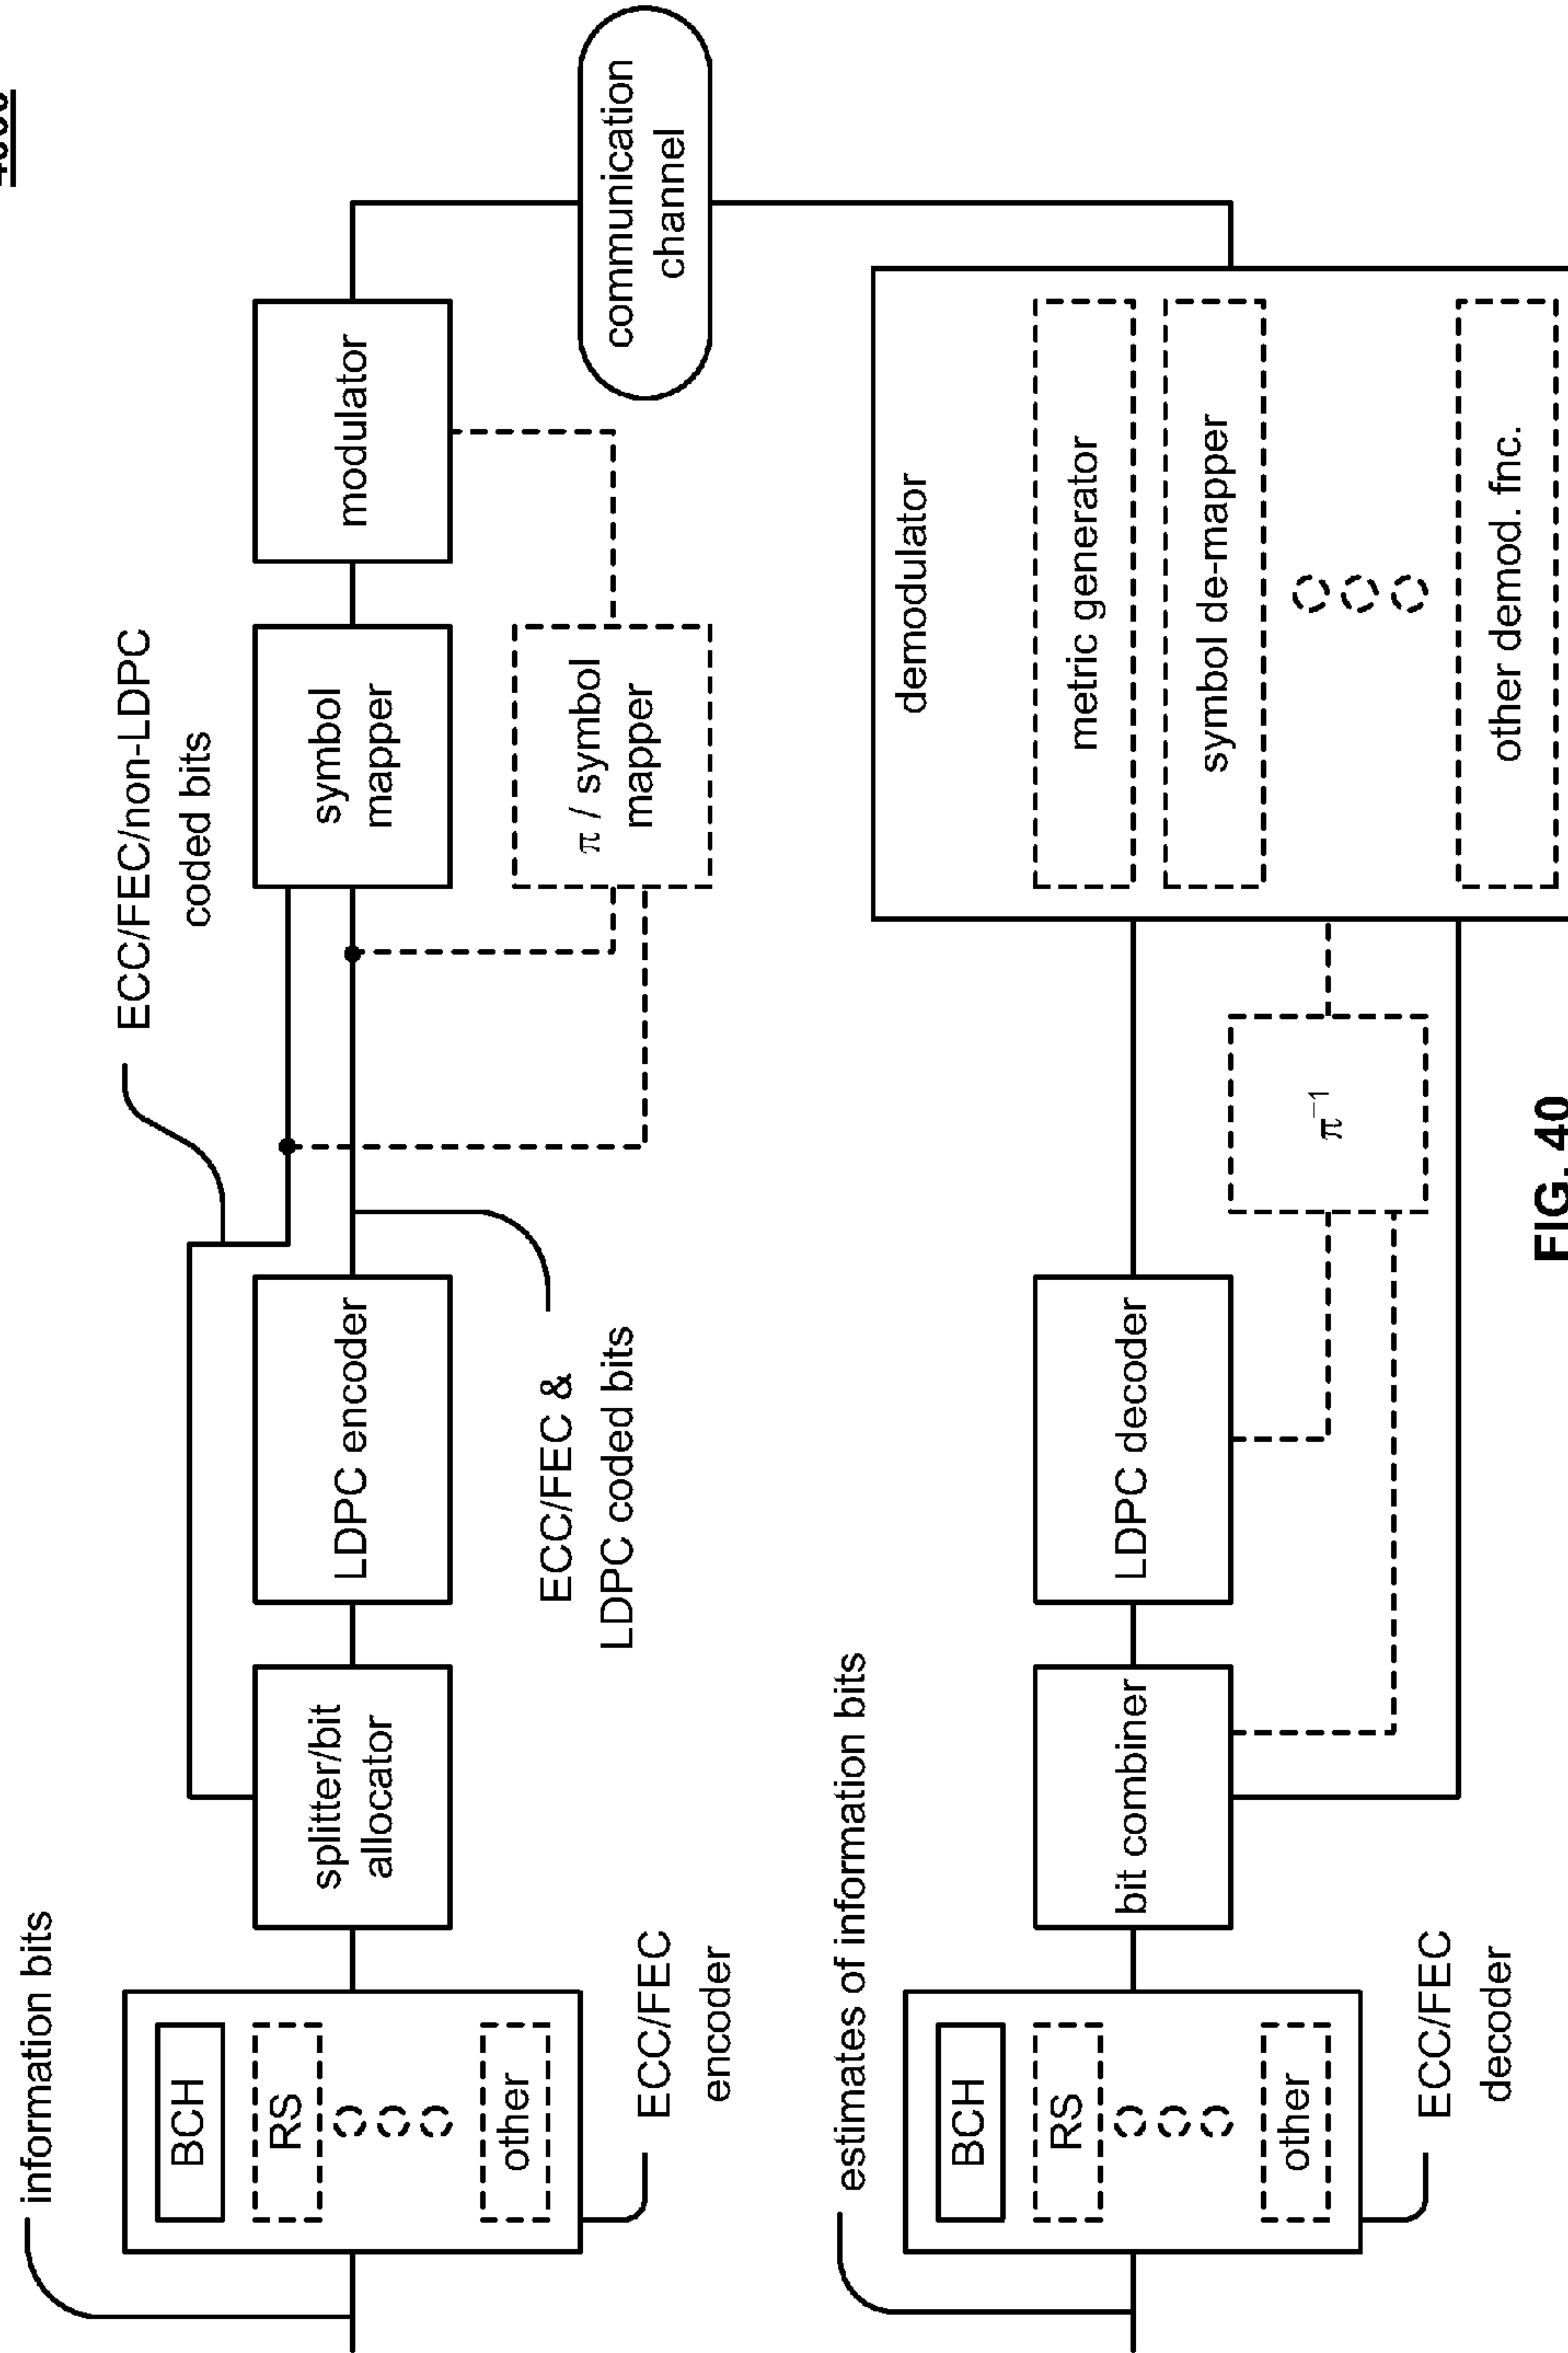 information bits
BCH
RS
other
ECC/FEC
encoder
splitter/bit
allocator
LDPC encoder
ECC/FEC &
LDPC coded bits
ECC/FEC/non-LDPC
coded bits
symbol
mapper
π / symbol
mapper
modulator
communication
channel
estimates of information bits
BCH
RS
other
ECC/FEC
decoder
bit combiner
LDPC decoder
π⁻¹
demodulator
metric generator
symbol de-mapper
other demod. fnc.
FIG. 40